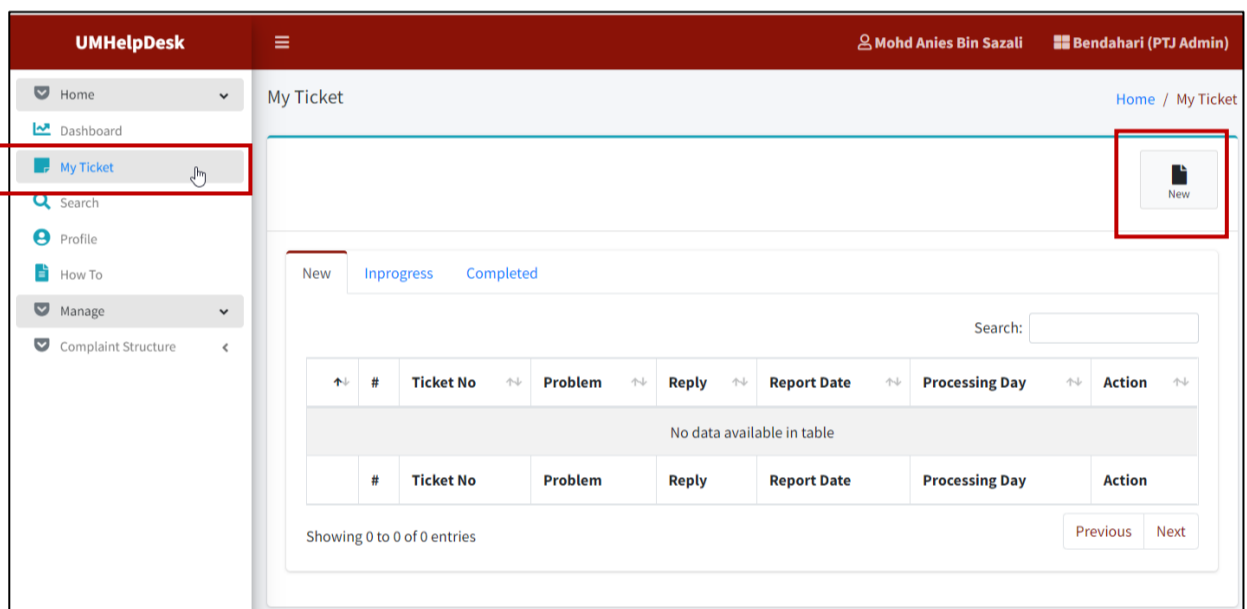 UMHelpDesk
Mohd Anies Bin Sazali Bendahari (PTJ Admin)
Home
Dashboard
My Ticket
Search
Profile
How To
Manage
Complaint Structure
My Ticket
Home / My Ticket
New
New Inprogress Completed
Search:
# Ticket No Problem Reply Report Date Processing Day Action
No data available in table
# Ticket No Problem Reply Report Date Processing Day Action
Showing 0 to 0 of 0 entries
Previous Next